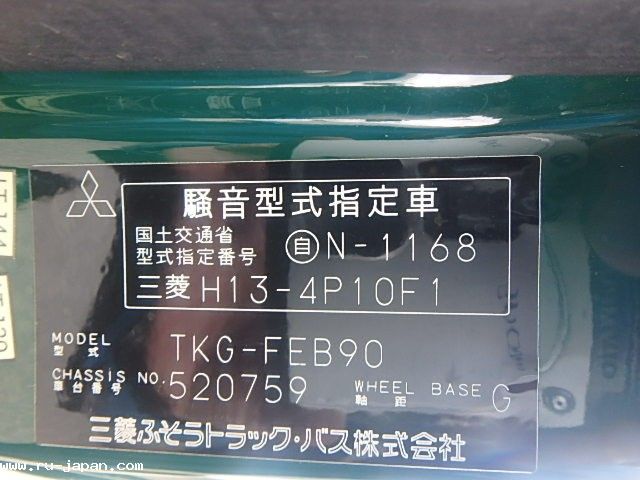 騒音型式指定車
国土交通省
型式指定番号 自N-1168
三菱 H13-4P10F1
MODEL
型式 TKG-FEB90
CHASSIS NO.
車台番号 520759 WHEEL BASE
軸距 G
三菱ふそうトラック・バス株式会社
www.ru-japan.com